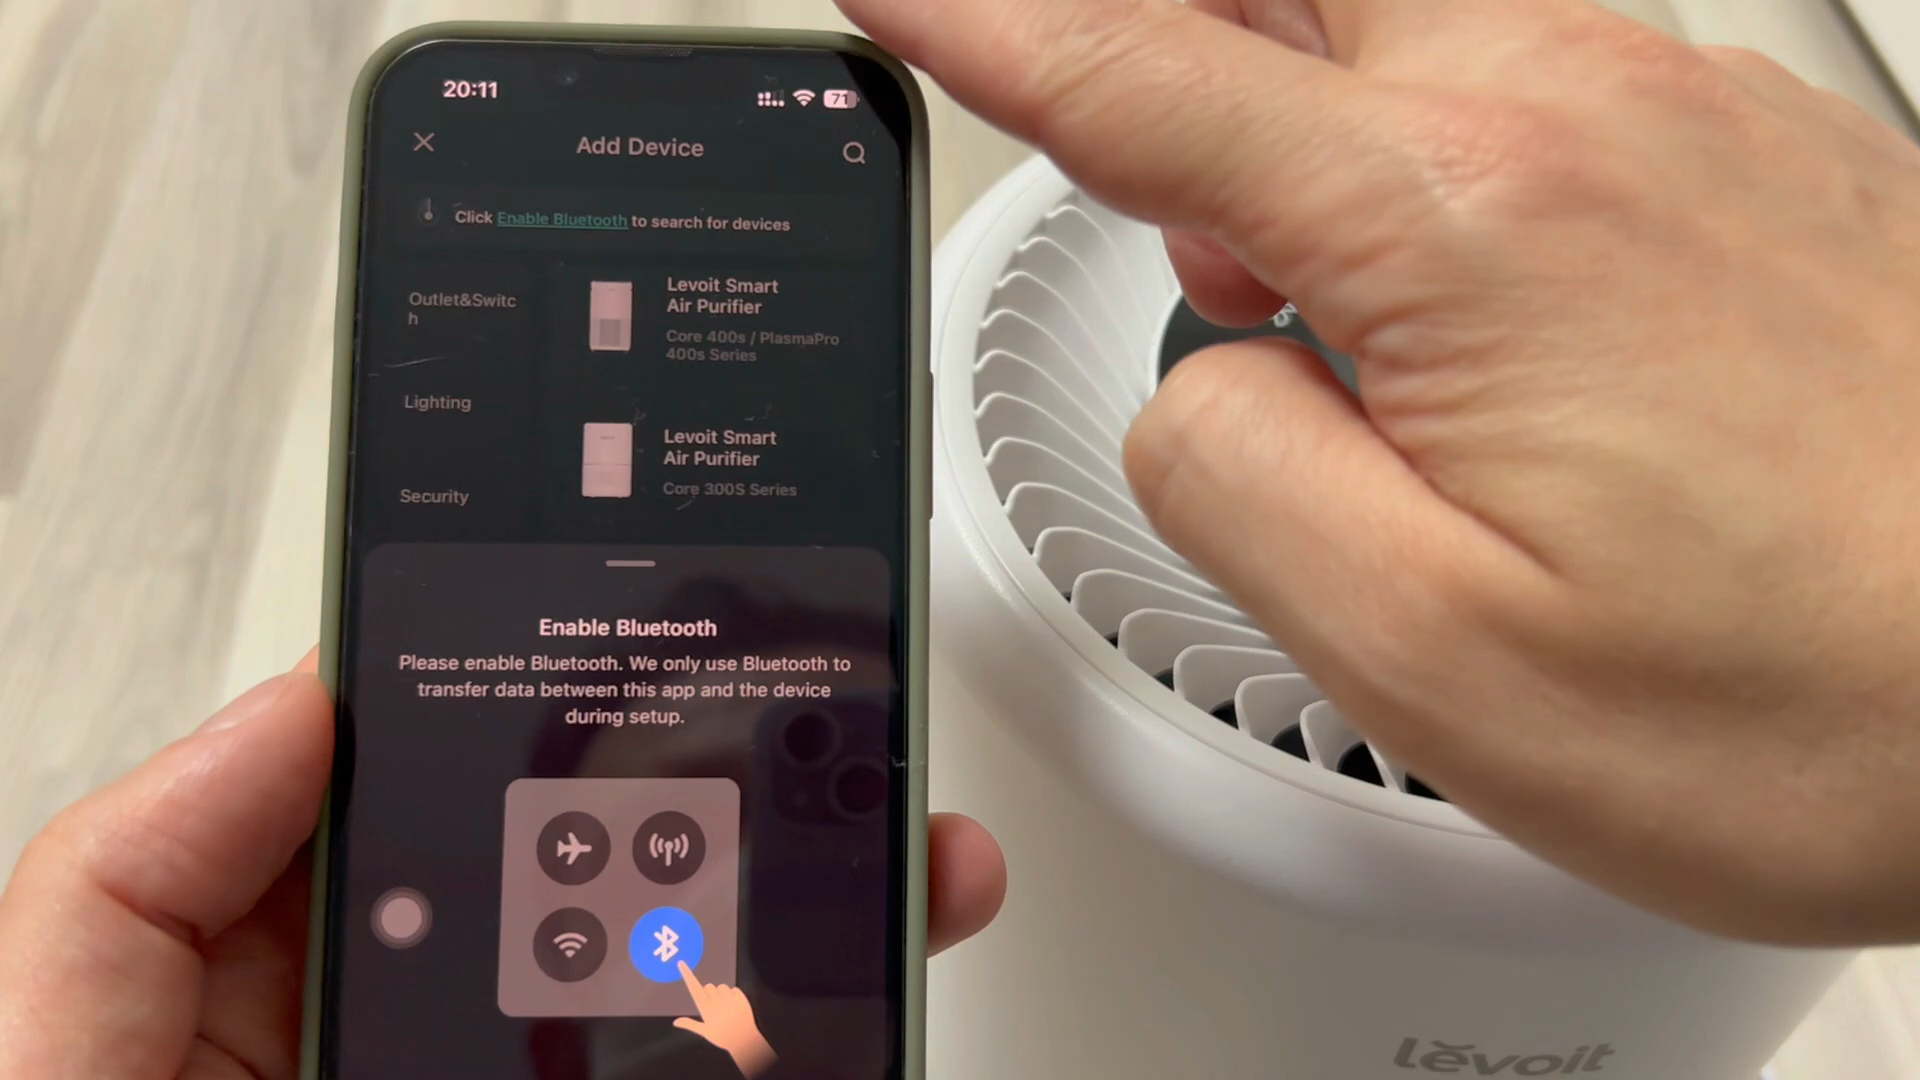 20:11
71
Add Device
Click Enable Bluetooth to search for devices
Outlet&Switc
h
Lighting
Security
Levoit Smart
Air Purifier
Core 400s / PlasmaPro
400s Series
Levoit Smart
Air Purifier
Core 300S Series
Enable Bluetooth
Please enable Bluetooth. We only use Bluetooth to
transfer data between this app and the device
during setup.
levoit